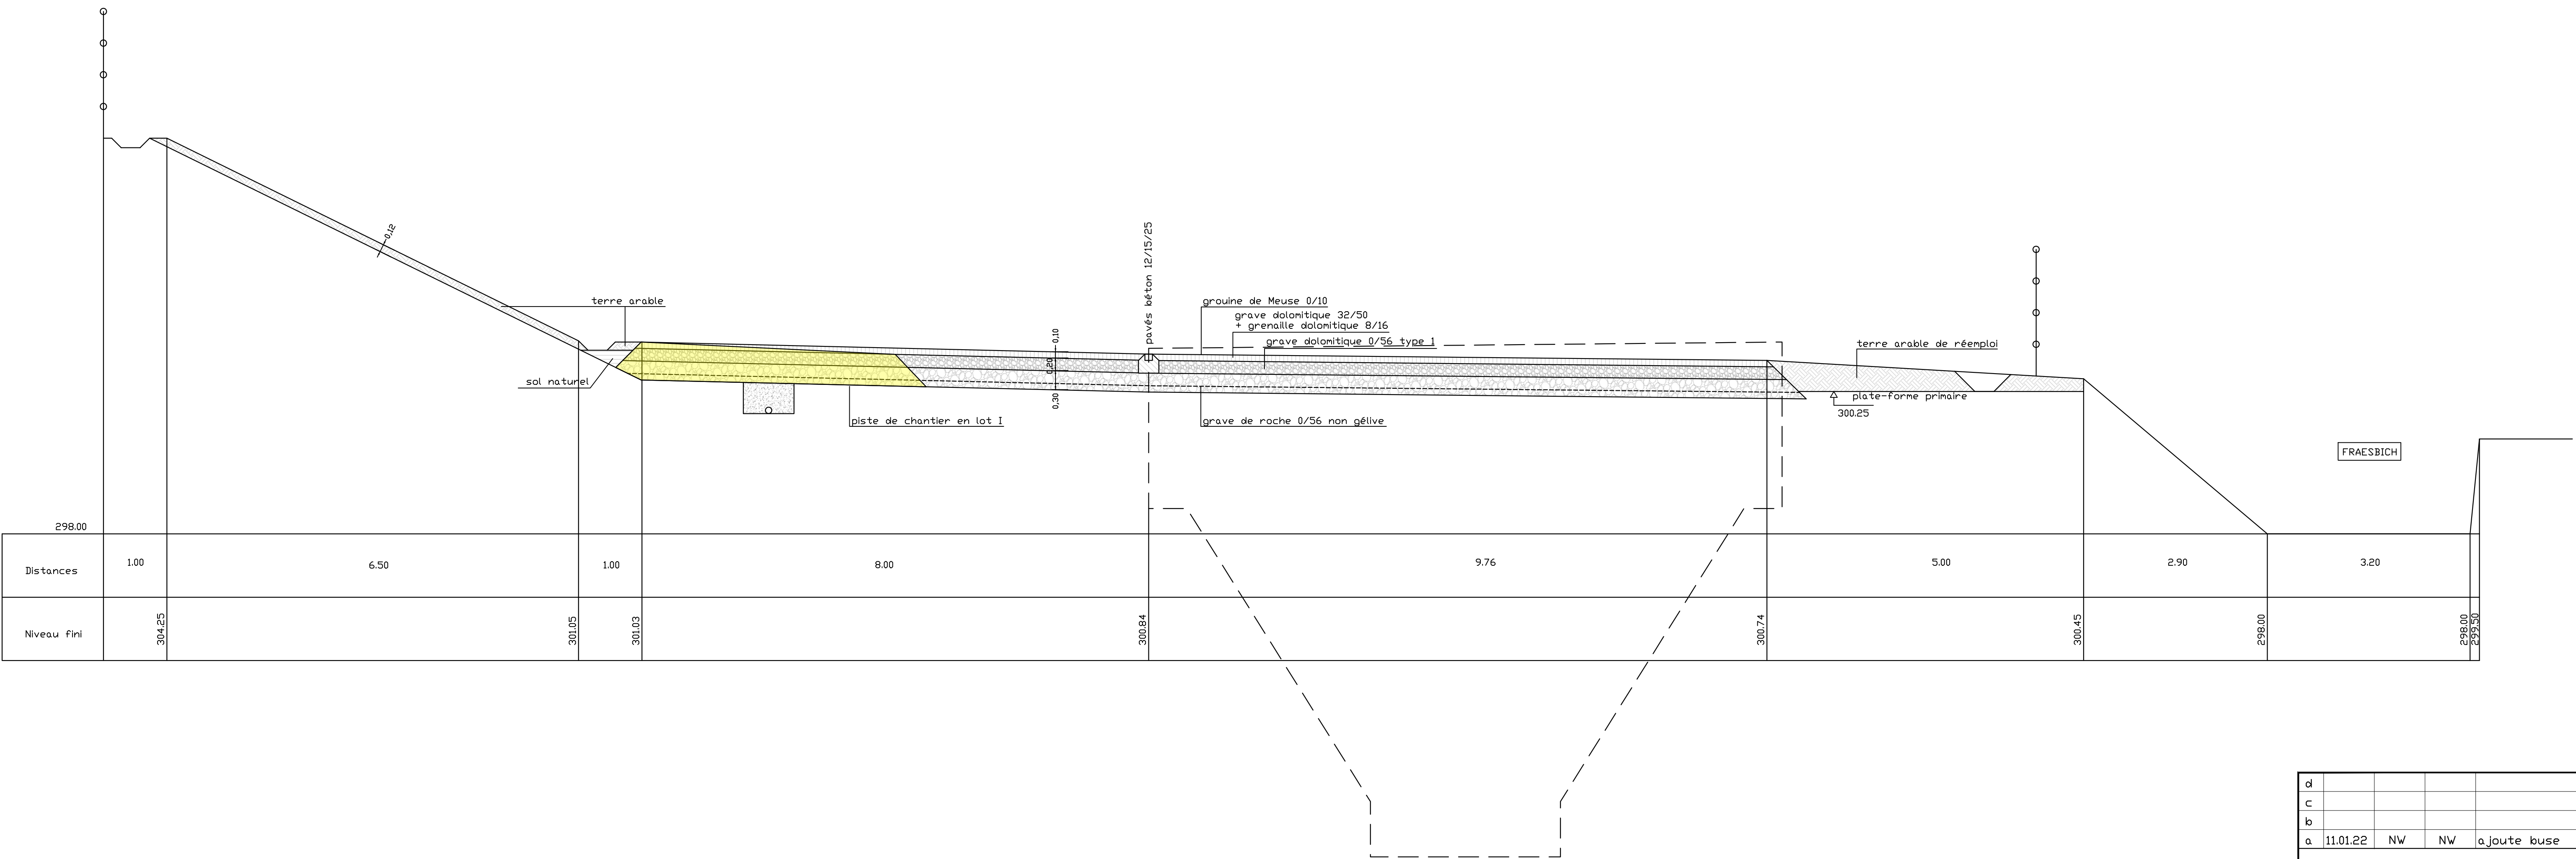 pavés béton 12/15/25
0,12
terre arable
grouine de Meuse 0/10
grave dolomitique 32/50
+ grenaille dolomitique 8/16
0,10
grave dolomitique 0/56 type 1
terre arable de réemploi
0,20
sol naturel
0,30
plate-forme primaire
300.25
piste de chantier en lot I
grave de roche 0/56 non gélive
FRAESBICH
298.00
Distances
1.00
6.50
1.00
8.00
9.76
5.00
2.90
3.20
Niveau fini
304.25
301.05
301.03
300.84
300.74
300.45
298.00
298.00
299.50
d
c
b
a 11.01.22 NW NW ajoute buse